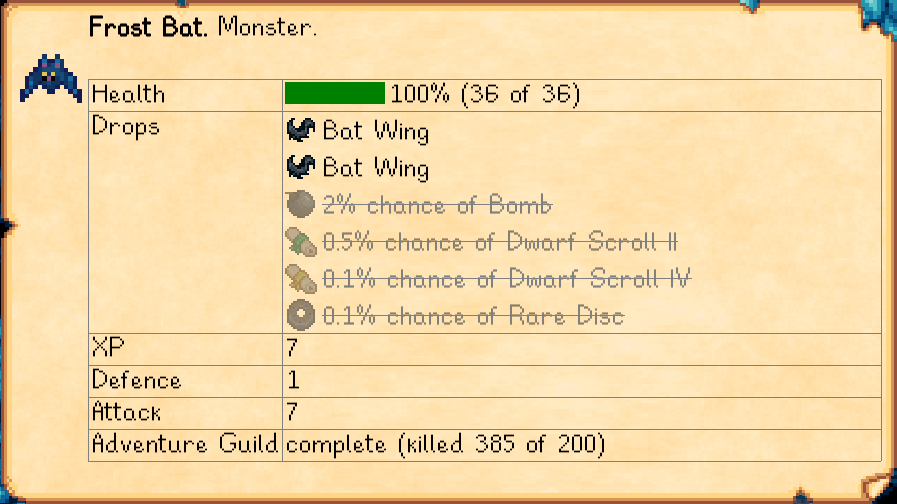 Frost Bat. Monster.
Health 100% (36 of 36)
Drops Bat Wing
Bat Wing
2% chance of Bomb
0.5% chance of Dwarf Scroll II
0.1% chance of Dwarf Scroll IV
0.1% chance of Rare Disc
XP 7
Defence 1
Attack 7
Adventure Guild complete (killed 385 of 200)